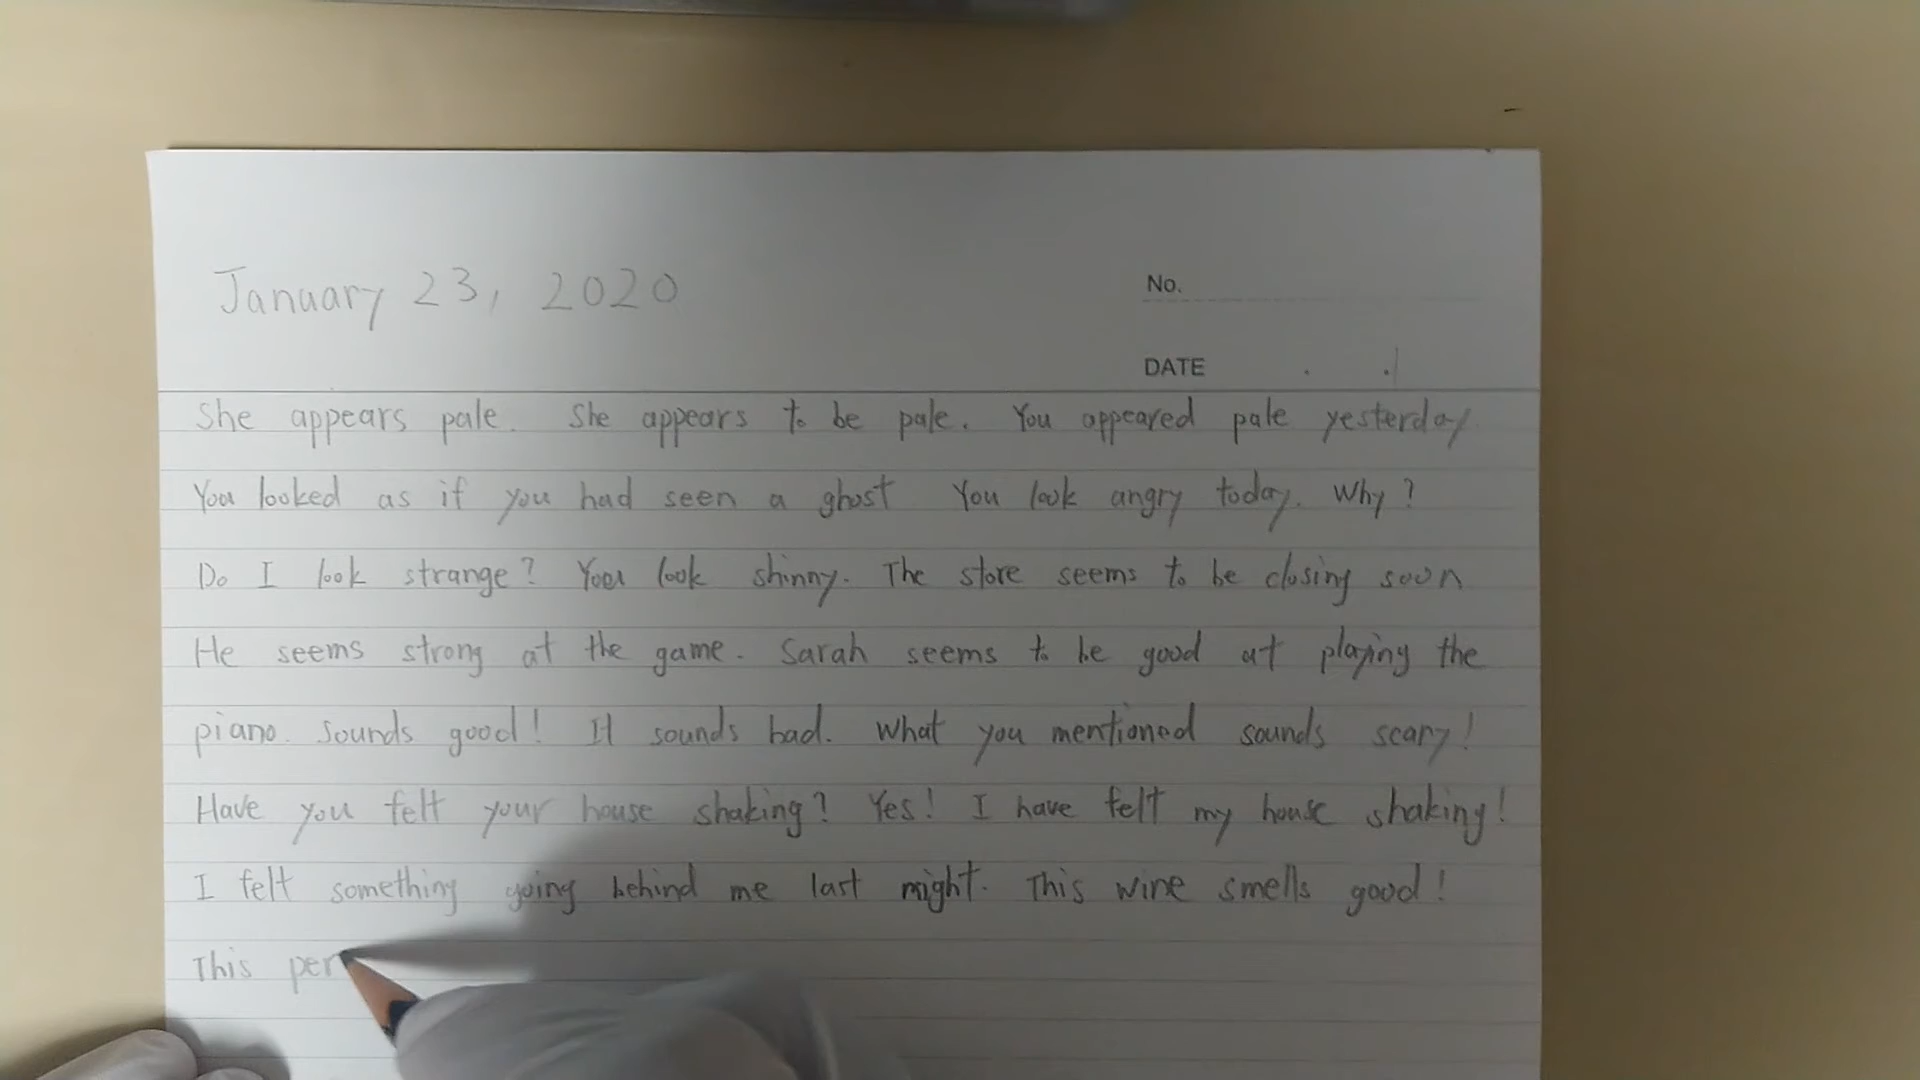 January 23, 2020
No.
DATE . .
She appears pale. She appears to be pale. You appeared pale yesterday
You looked as if you had seen a ghost You look angry today. Why?
Do I look strange? You look shinny. The store seems to be closing soon
He seems strong at the game. Sarah seems to be good at playing the
piano. Sounds good! It sounds bad. What you mentioned sounds scary!
Have you felt your house shaking? Yes! I have felt my house shaking!
I felt something going behind me last night. This wine smells good!
This per